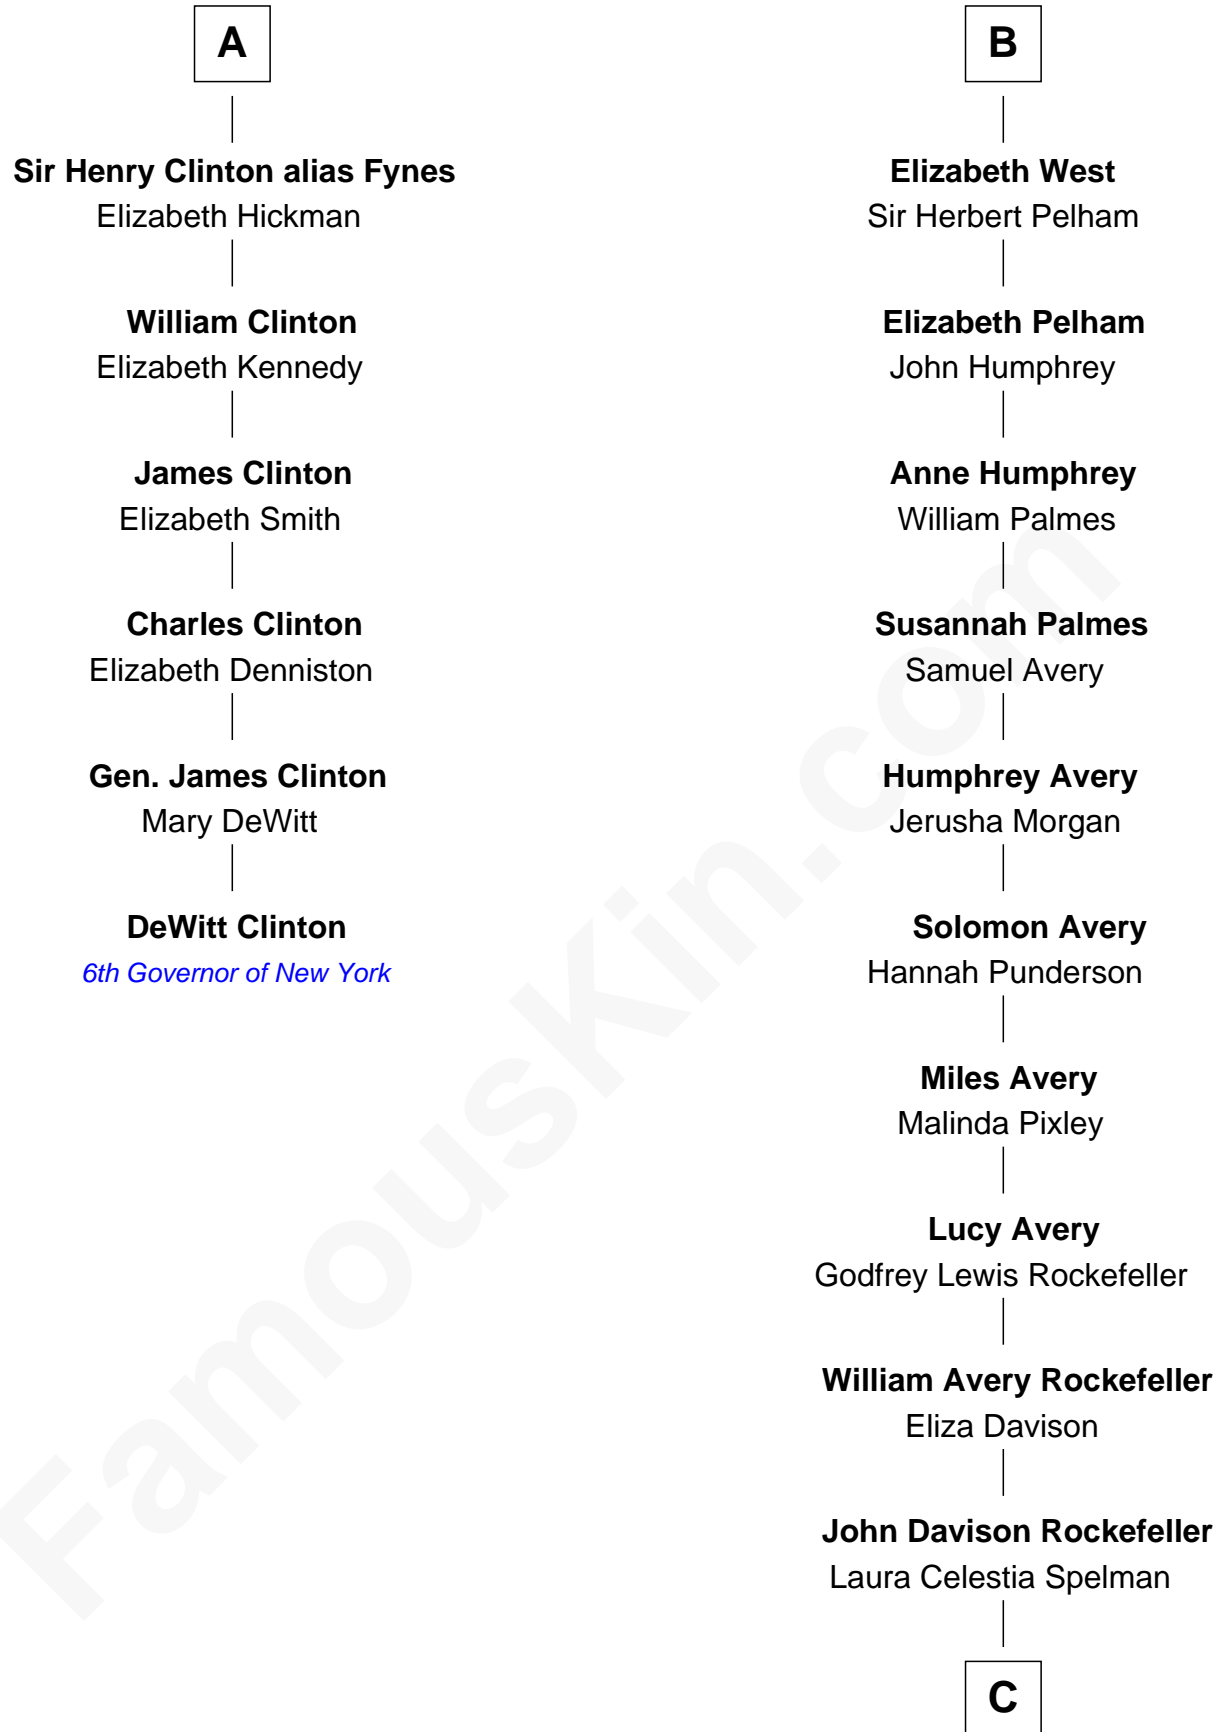 A
Sir Henry Clinton alias Fynes
Elizabeth Hickman
William Clinton
Elizabeth Kennedy
James Clinton
Elizabeth Smith
Charles Clinton
Elizabeth Denniston
Gen. James Clinton
Mary DeWitt
DeWitt Clinton
6th Governor of New York
B
Elizabeth West
Sir Herbert Pelham
Elizabeth Pelham
John Humphrey
Anne Humphrey
William Palmes
Susannah Palmes
Samuel Avery
Humphrey Avery
Jerusha Morgan
Solomon Avery
Hannah Punderson
Miles Avery
Malinda Pixley
Lucy Avery
Godfrey Lewis Rockefeller
William Avery Rockefeller
Eliza Davison
John Davison Rockefeller
Laura Celestia Spelman
C
FamousKin.com